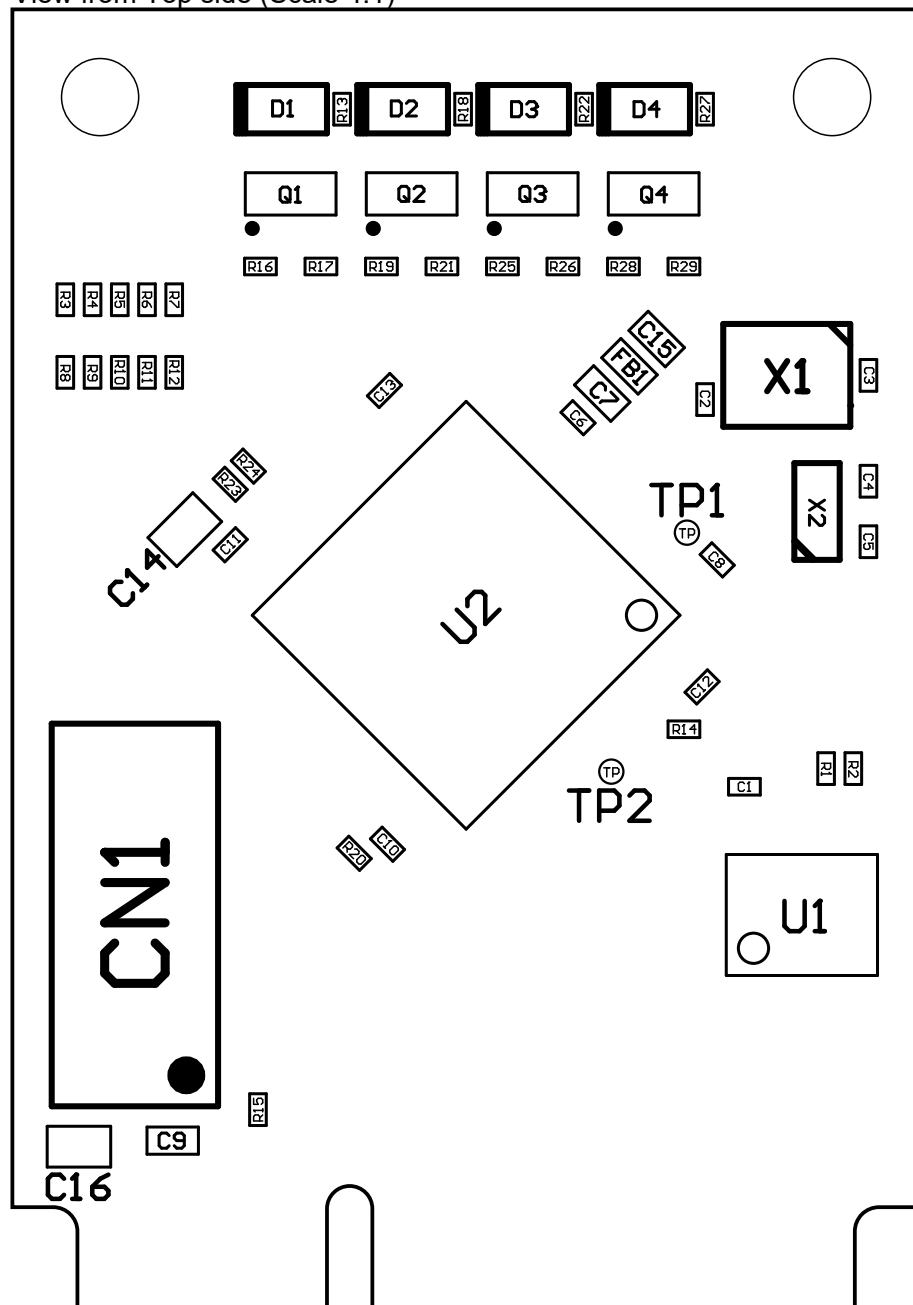 View from Top side (Scale 4:1)
D1 R13 D2 R18 D3 R22 D4 R27
Q1 Q2 Q3 Q4
R16 R17 R19 R21 R25 R26 R28 R29
R3 R4 R5 R6 R7
C15
FB1
X1
C3
R8 R9 R10 R11 R12
C13
C7
C2
C6
R24
R23
C4
TP1
X2
TP
C11
C5
C8
C14
U2
C12
R14
TP
R1 R2
C1
TP2
R20 C10
CN1
U1
R15
C9
C16